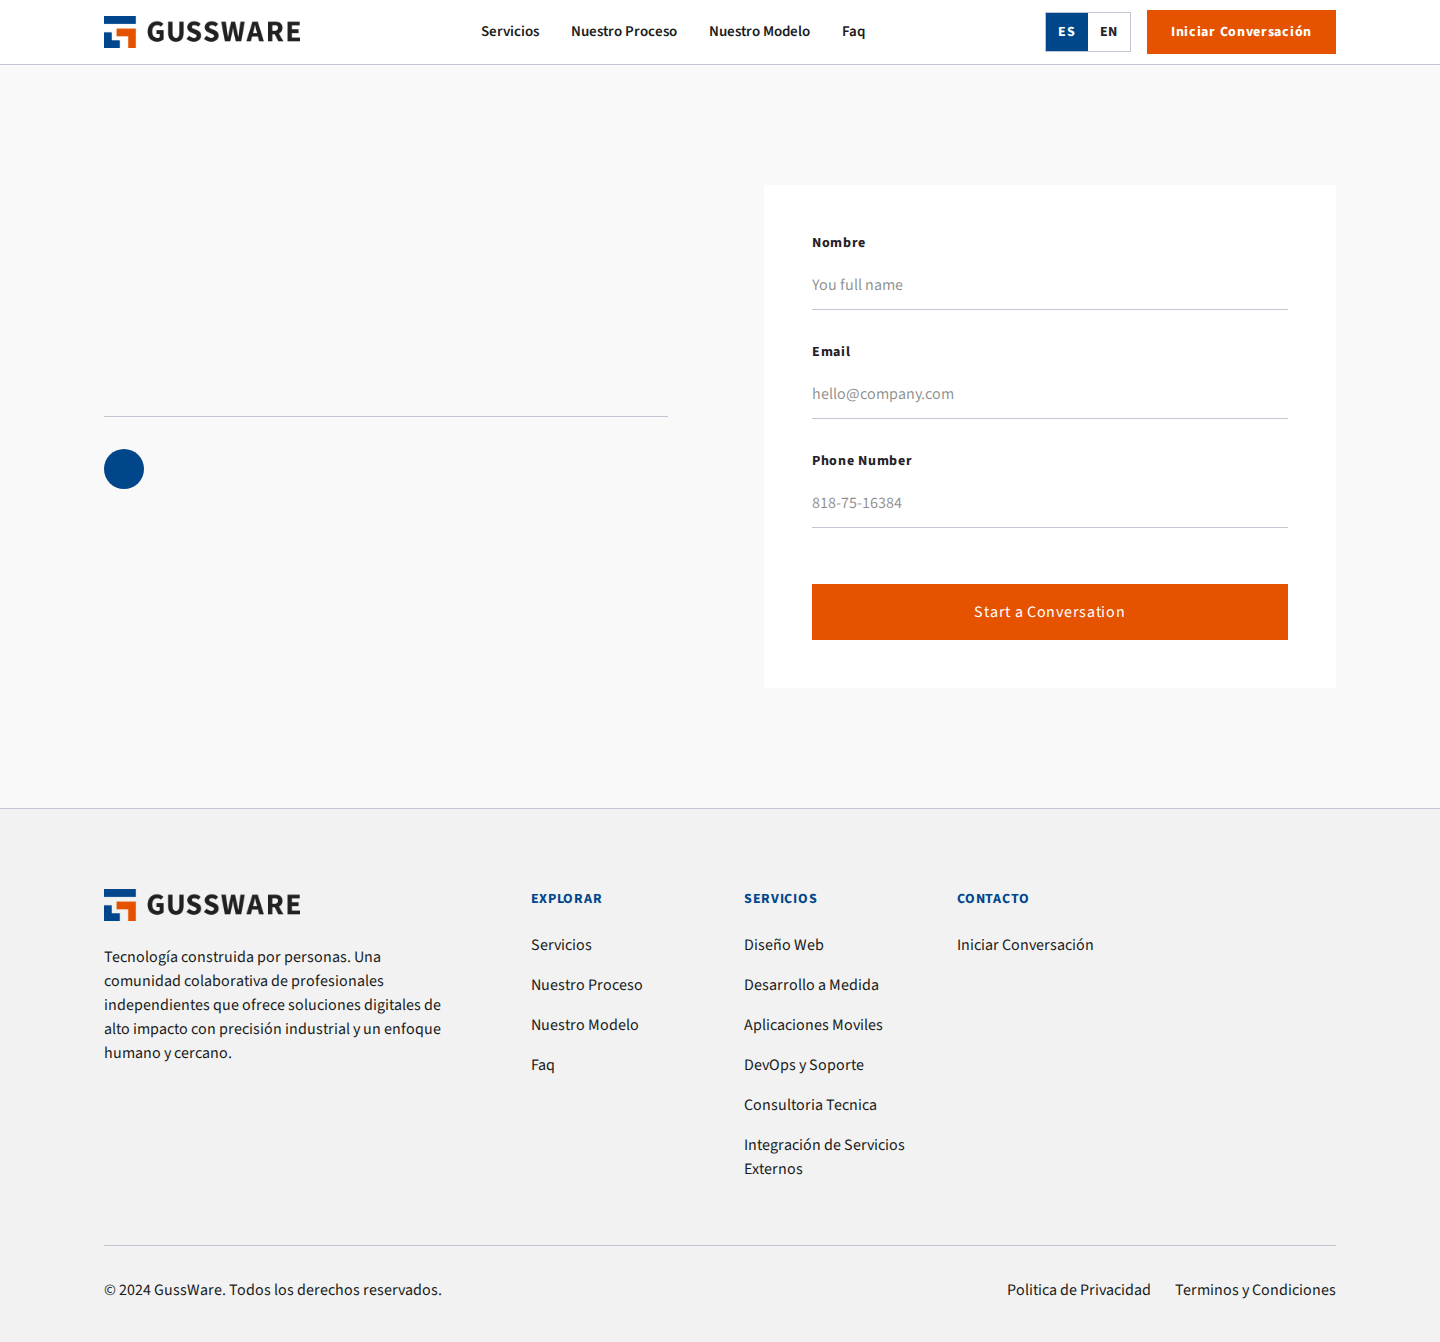 GUSSWARE
Servicios
Nuestro Proceso
Nuestro Modelo
Faq
ES
EN
Iniciar Conversación
Nombre
You full name
Email
hello@company.com
Phone Number
818-75-16384
Start a Conversation
GUSSWARE
Tecnología construida por personas. Una
comunidad colaborativa de profesionales
independientes que ofrece soluciones digitales de
alto impacto con precisión industrial y un enfoque
humano y cercano.
EXPLORAR
Servicios
Nuestro Proceso
Nuestro Modelo
Faq
SERVICIOS
Diseño Web
Desarrollo a Medida
Aplicaciones Moviles
DevOps y Soporte
Consultoria Tecnica
Integración de Servicios
Externos
CONTACTO
Iniciar Conversación
© 2024 GussWare. Todos los derechos reservados.
Politica de Privacidad
Terminos y Condiciones